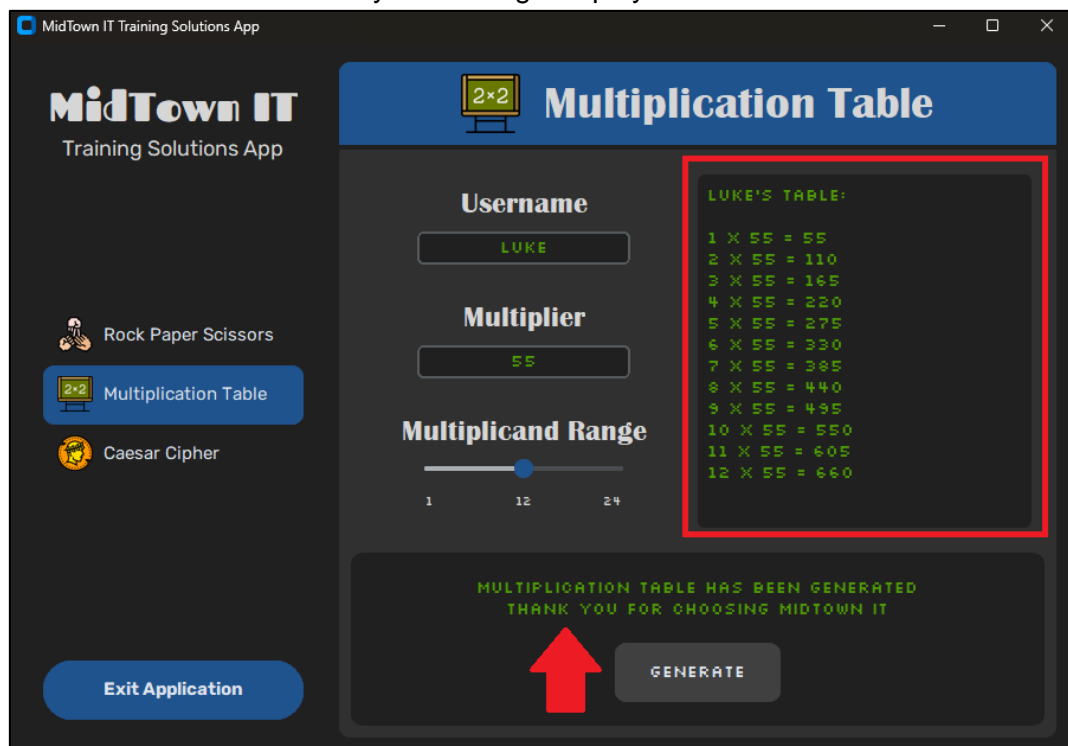 MidTown IT Training Solutions App
MidTown IT
Training Solutions App
Rock Paper Scissors
2×2
Multiplication Table
Caesar Cipher
Exit Application
2×2
Multiplication Table
Username
LUKE
Multiplier
55
Multiplicand Range
1 12 24
LUKE'S TABLE:
1 X 55 = 55
2 X 55 = 110
3 X 55 = 165
4 X 55 = 220
5 X 55 = 275
6 X 55 = 330
7 X 55 = 385
8 X 55 = 440
9 X 55 = 495
10 X 55 = 550
11 X 55 = 605
12 X 55 = 660
MULTIPLICATION TABLE HAS BEEN GENERATED
THANK YOU FOR CHOOSING MIDTOWN IT
GENERATE